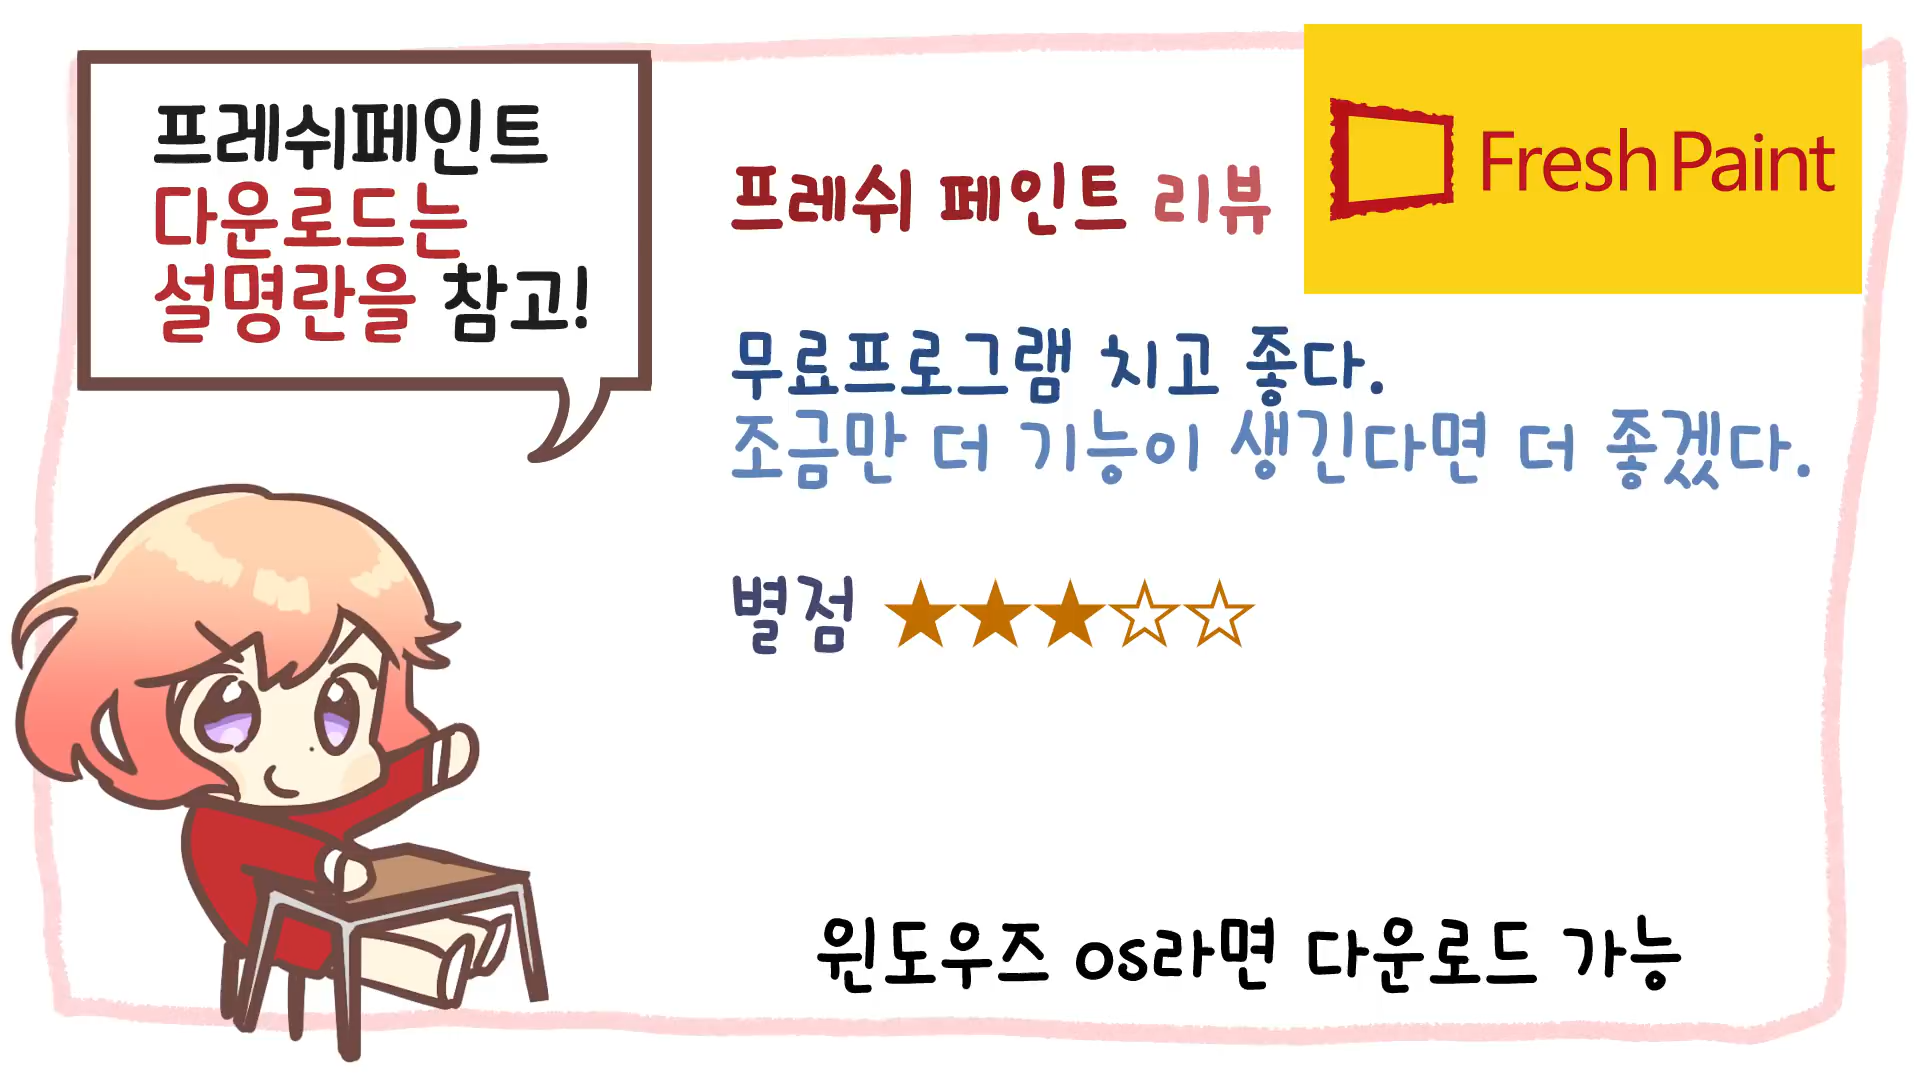 프레쉬페인트
다운로드는
설명란을 참고!
프레쉬 페인트 리뷰
Fresh Paint
무료프로그램 치고 좋다.
조금만 더 기능이 생긴다면 더 좋겠다.
별점 ★★★☆☆
윈도우즈 os라면 다운로드 가능